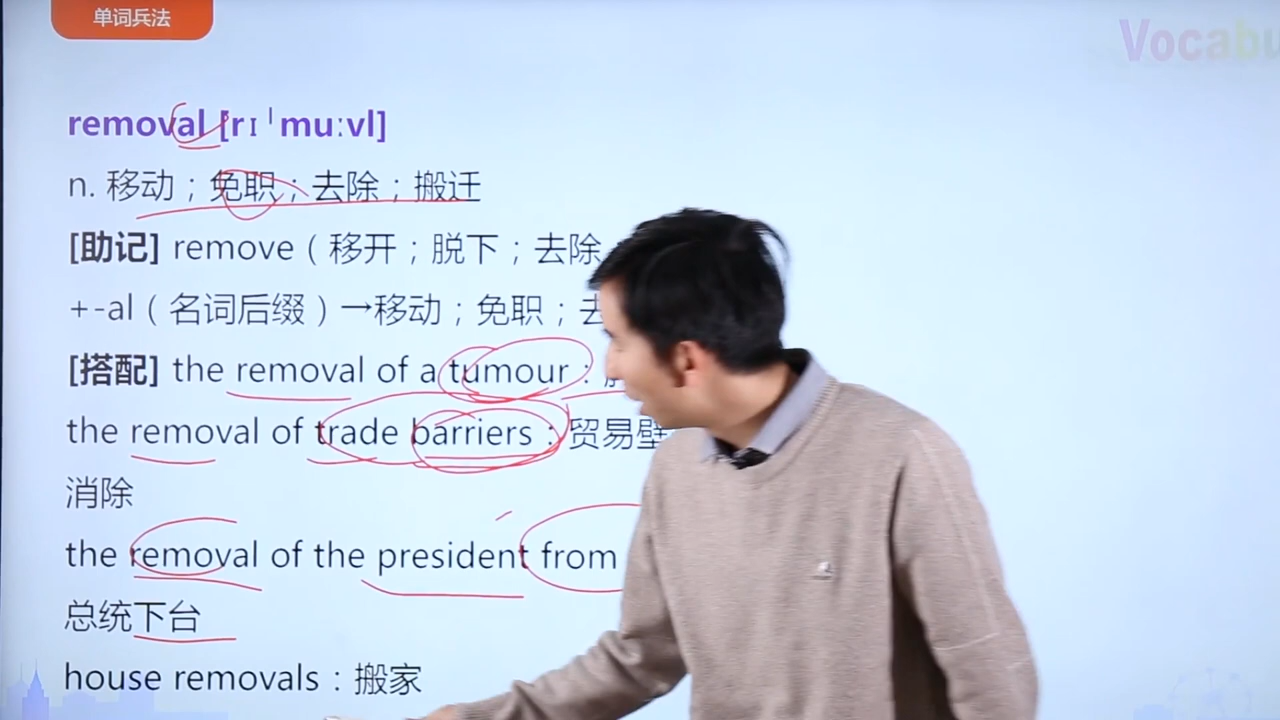 单词兵法
Vocabu
removal [rɪˈmuːvl]
n. 移动；免职；去除；搬迁
[助记] remove（移开；脱下；去除
+-al（名词后缀）→移动；免职；去
[搭配] the removal of a tumour：
the removal of trade barriers：贸易壁
消除
the removal of the president from
总统下台
house removals：搬家